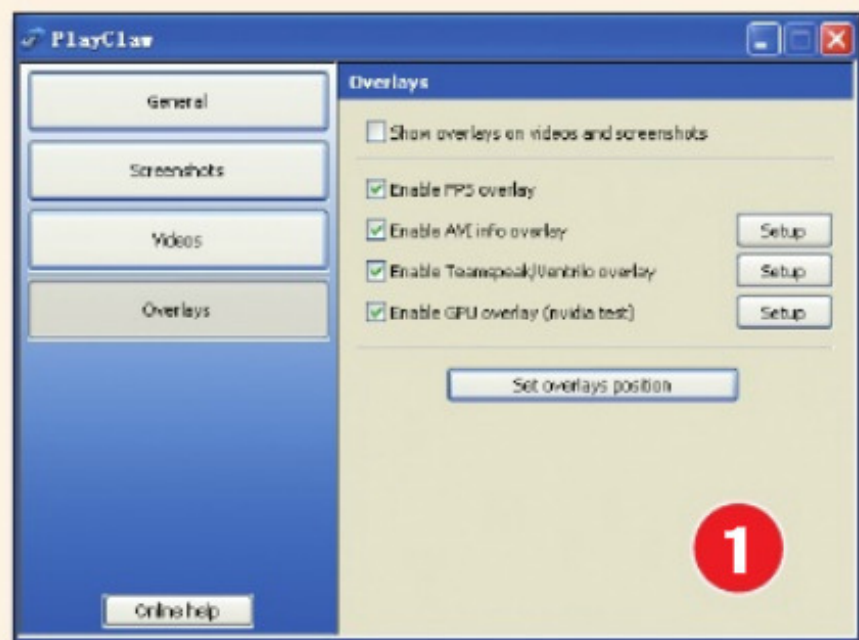 PlayClaw
General
Screenshots
Videos
Overlays
Online help
Overlays
Show overlays on videos and screenshots
Enable FPS overlay
Enable AVI info overlay
Setup
Enable Teamspeak/Ventrilo overlay
Setup
Enable GPU overlay (nvidia test)
Setup
Set overlays position
1